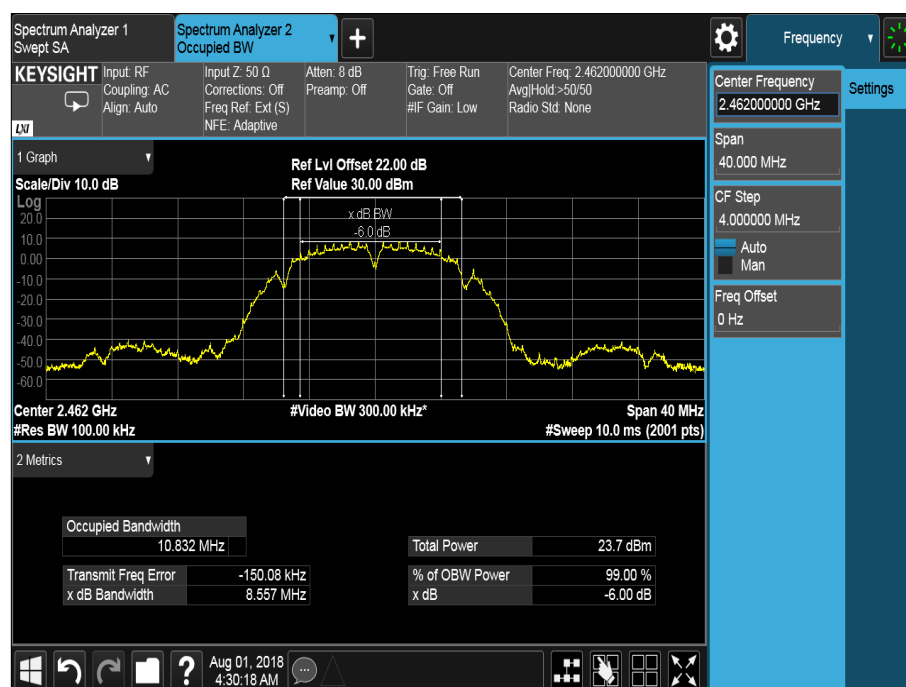 Spectrum Analyzer 1
Swept SA
Spectrum Analyzer 2
Occupied BW
+
Frequency
KEYSIGHT
LXI
Input: RF
Coupling: AC
Align: Auto
Input Z: 50 Ω
Corrections: Off
Freq Ref: Ext (S)
NFE: Adaptive
Atten: 8 dB
Preamp: Off
Trig: Free Run
Gate: Off
#IF Gain: Low
Center Freq: 2.462000000 GHz
Avg|Hold:>50/50
Radio Std: None
Center Frequency
2.462000000 GHz
Settings
Span
40.000 MHz
CF Step
4.000000 MHz
Auto
Man
Freq Offset
0 Hz
1 Graph
Scale/Div 10.0 dB
Ref Lvl Offset 22.00 dB
Ref Value 30.00 dBm
Log
20.0
10.0
0.00
-10.0
-20.0
-30.0
-40.0
-50.0
-60.0
x dB BW
-6.0 dB
Center 2.462 GHz
#Res BW 100.00 kHz
#Video BW 300.00 kHz*
Span 40 MHz
#Sweep 10.0 ms (2001 pts)
2 Metrics
Occupied Bandwidth
10.832 MHz
Total Power 23.7 dBm
Transmit Freq Error -150.08 kHz
% of OBW Power 99.00 %
x dB Bandwidth 8.557 MHz
x dB -6.00 dB
?
Aug 01, 2018
4:30:18 AM